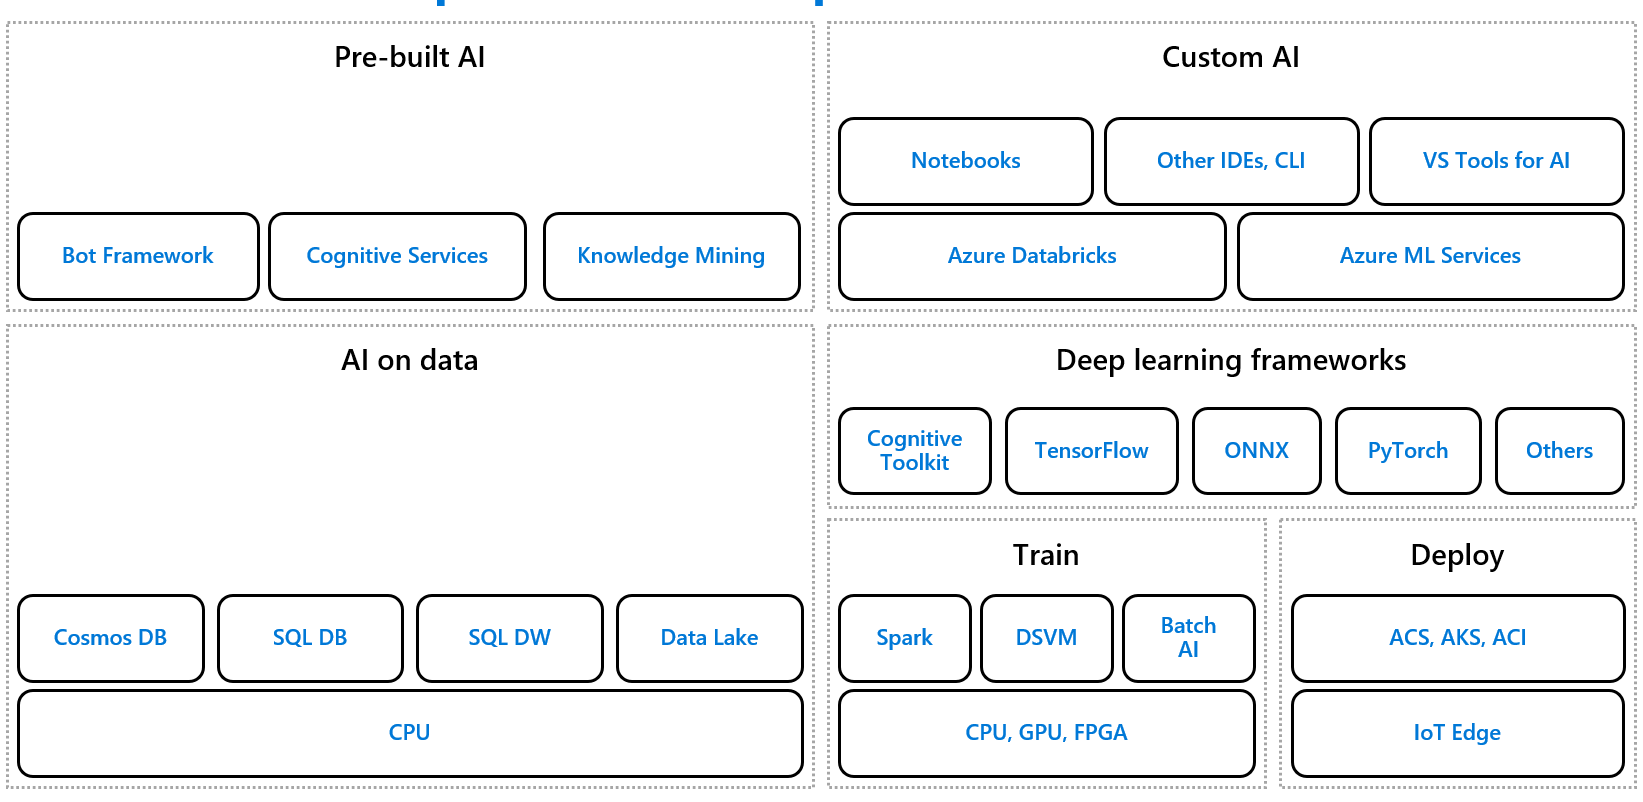 Pre-built AI
Bot Framework
Cognitive Services
Knowledge Mining
Custom AI
Notebooks
Other IDEs, CLI
VS Tools for AI
Azure Databricks
Azure ML Services
AI on data
Cosmos DB
SQL DB
SQL DW
Data Lake
CPU
Deep learning frameworks
Cognitive
Toolkit
TensorFlow
ONNX
PyTorch
Others
Train
Spark
DSVM
Batch
AI
CPU, GPU, FPGA
Deploy
ACS, AKS, ACI
IoT Edge